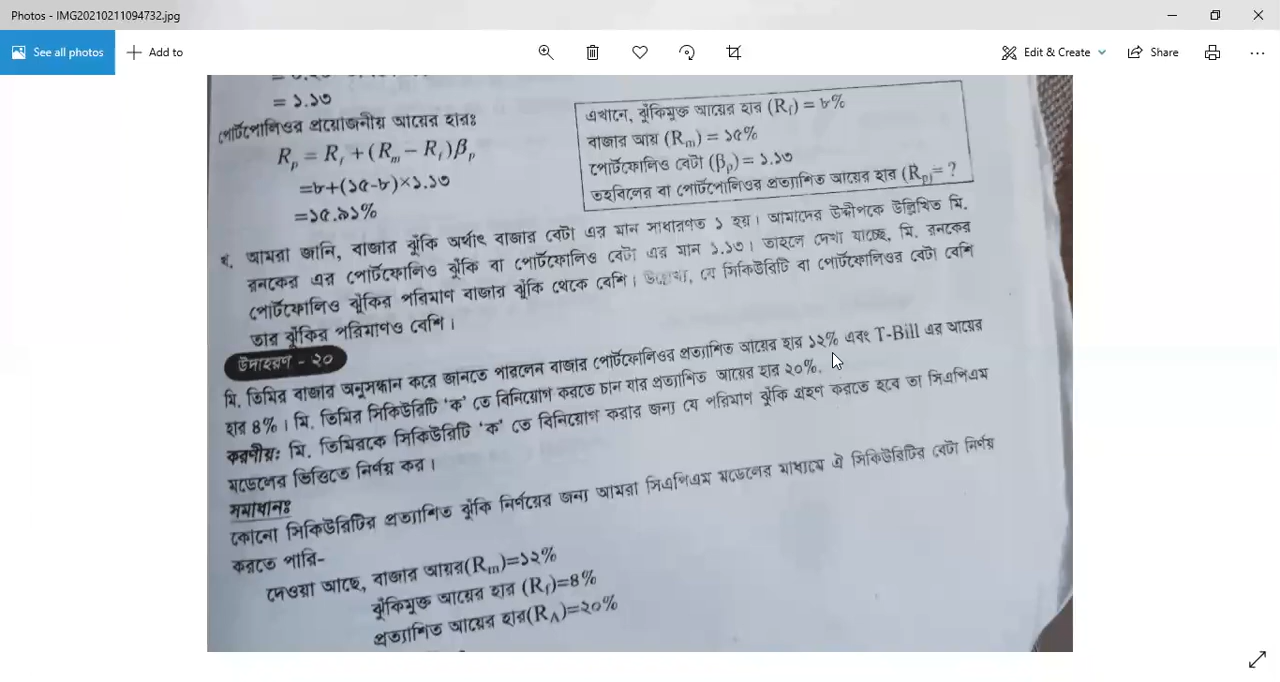 Photos - IMG20210211094732.jpg
See all photos
Add to
Edit & Create
Share
= ১.১৩
পোর্টপোলিওর প্রয়োজনীয় আয়ের হারঃ
Rp = Rf + (Rm − Rf)βp
=৮+(১৫-৮)×১.১৩
=১৫.৯১%
এখানে, ঝুঁকিমুক্ত আয়ের হার (Rf) = ৮%
বাজার আয় (Rm) = ১৫%
পোর্টফোলিও বেটা (βp) = ১.১৩
তহবিলের বা পোর্টপোলিওর প্রত্যাশিত আয়ের হার (Rp) = ?
খ. আমরা জানি, বাজার ঝুঁকি অর্থাৎ বাজার বেটা এর মান সাধারণত ১ হয়। আমাদের উদ্দীপকে উল্লিখিত মি.
রনকের এর পোর্টফোলিও ঝুঁকি বা পোর্টফোলিও বেটা এর মান ১.১৩। তাহলে দেখা যাচ্ছে, মি. রনকের
পোর্টফোলিও ঝুঁকির পরিমাণ বাজার ঝুঁকি থেকে বেশি। উল্লেখ্য, যে সিকিউরিটি বা পোর্টফোলিওর বেটা বেশি
তার ঝুঁকির পরিমাণও বেশি।
উদাহরণ - ২০
মি. তিমির বাজার অনুসন্ধান করে জানতে পারলেন বাজার পোর্টফোলিওর প্রত্যাশিত আয়ের হার ১২% এবং T-Bill এর আয়ের
হার ৪%। মি. তিমির সিকিউরিটি ‘ক’ তে বিনিয়োগ করতে চান যার প্রত্যাশিত আয়ের হার ২০%.
করণীয়ঃ মি. তিমিরকে সিকিউরিটি ‘ক’ তে বিনিয়োগ করার জন্য যে পরিমাণ ঝুঁকি গ্রহণ করতে হবে তা সিএপিএম
মডেলের ভিত্তিতে নির্ণয় কর।
সমাধানঃ
কোনো সিকিউরিটির প্রত্যাশিত ঝুঁকি নির্ণয়ের জন্য আমরা সিএপিএম মডেলের মাধ্যমে ঐ সিকিউরিটির বেটা নির্ণয়
করতে পারি-
দেওয়া আছে, বাজার আয়র(Rm)=১২%
ঝুঁকিমুক্ত আয়ের হার (Rf)=৪%
প্রত্যাশিত আয়ের হার(RA)=২০%